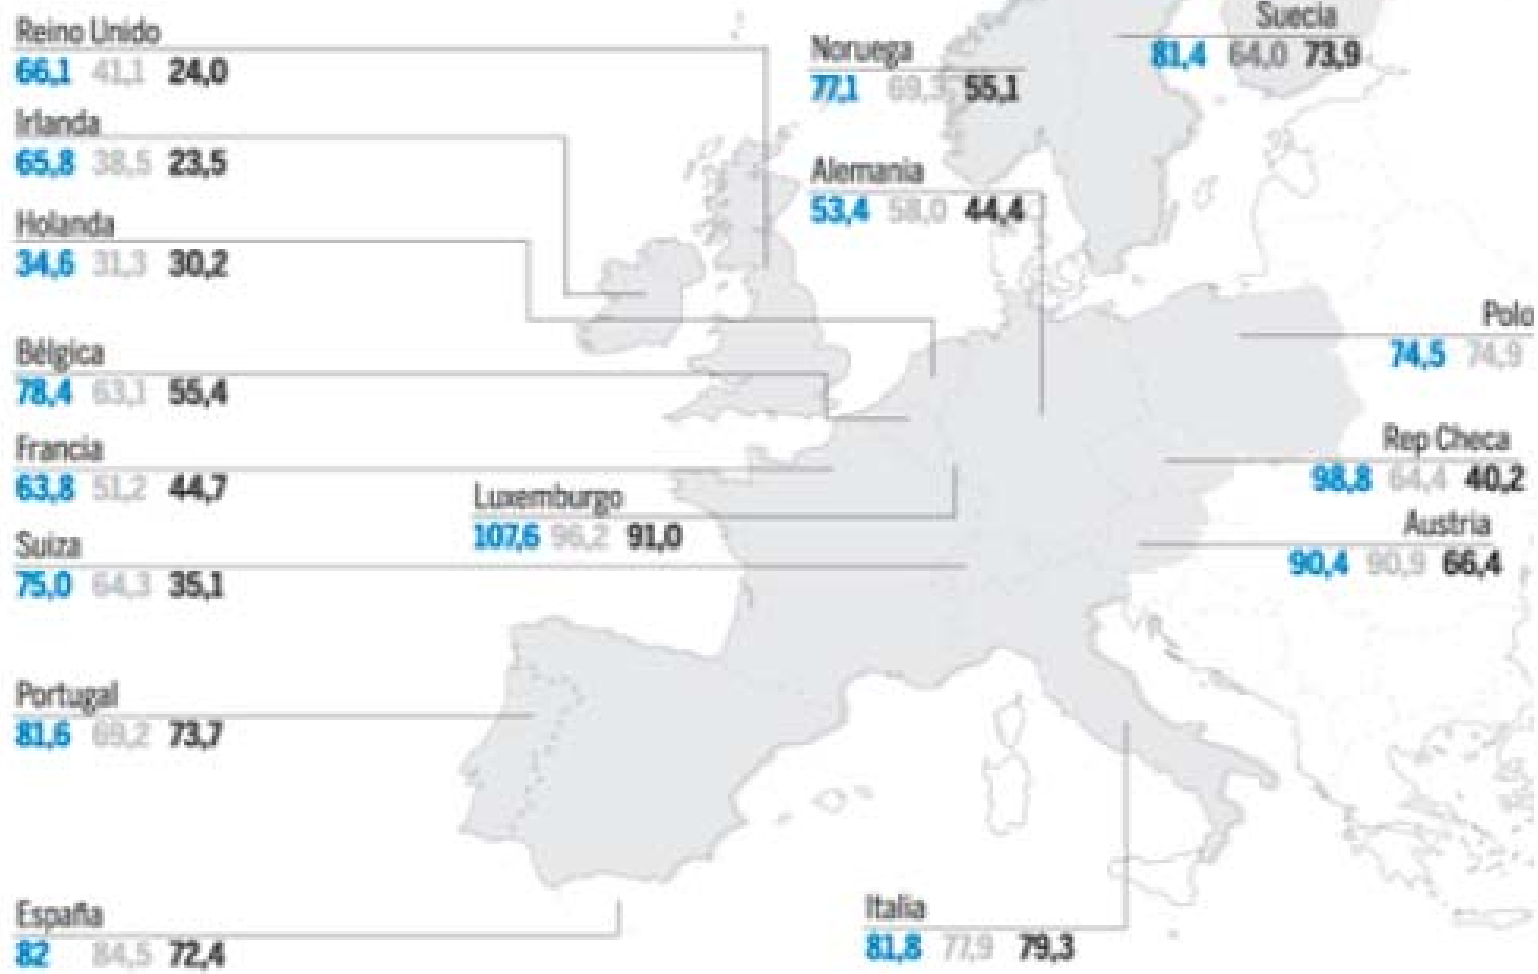 Reino Unido
66,1 41,1 24,0
Irlanda
65,8 38,5 23,5
Holanda
34,6 31,3 30,2
Bélgica
78,4 63,1 55,4
Francia
63,8 51,2 44,7
Suiza
75,0 64,3 35,1
Portugal
81,6 69,2 73,7
España
82 84,5 72,4
Luxemburgo
107,6 96,2 91,0
Noruega
77,1 69,3 55,1
Alemania
53,4 58,0 44,4
Italia
81,8 77,9 79,3
Suecia
81,4 64,0 73,9
Polo
74,5 74,9
Rep Checa
98,8 64,4 40,2
Austria
90,4 90,9 66,4